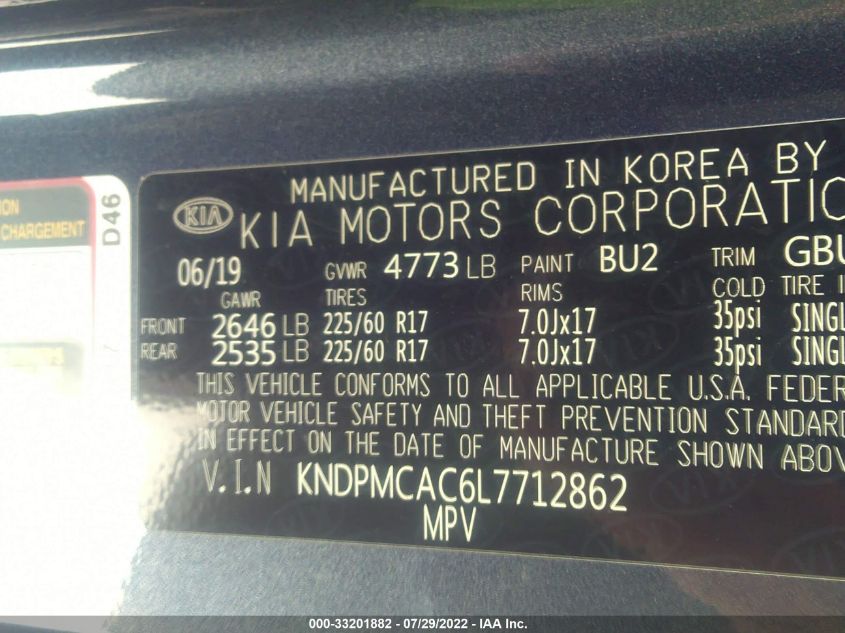 ION
CHARGEMENT
D46
MANUFACTURED IN KOREA BY
KIA KIA MOTORS CORPORATIO
06/19 GVWR 4773 LB PAINT BU2 TRIM GBU
GAWR TIRES RIMS COLD TIRE I
FRONT 2646 LB 225/60 R17 7.0Jx17 35psi SINGL
REAR 2535 LB 225/60 R17 7.0Jx17 35psi SINGL
THIS VEHICLE CONFORMS TO ALL APPLICABLE U.S.A. FEDER
MOTOR VEHICLE SAFETY AND THEFT PREVENTION STANDARD
IN EFFECT ON THE DATE OF MANUFACTURE SHOWN ABOV
V.I.N KNDPMCAC6L7712862
MPV
000-33201882 / 07/29/2022 - IAA Inc.